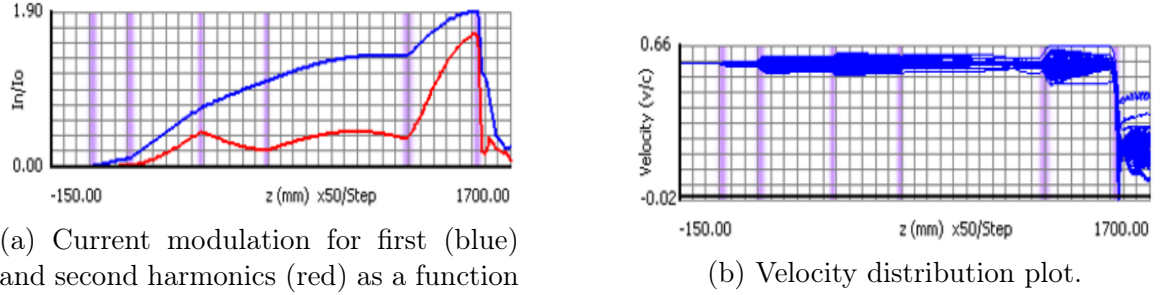 1.90
In/Io
0.00
-150.00 z (mm) x50/Step 1700.00
(a) Current modulation for first (blue)
and second harmonics (red) as a function
0.66
Velocity (v/c)
-0.02
-150.00 z (mm) x50/Step 1700.00
(b) Velocity distribution plot.